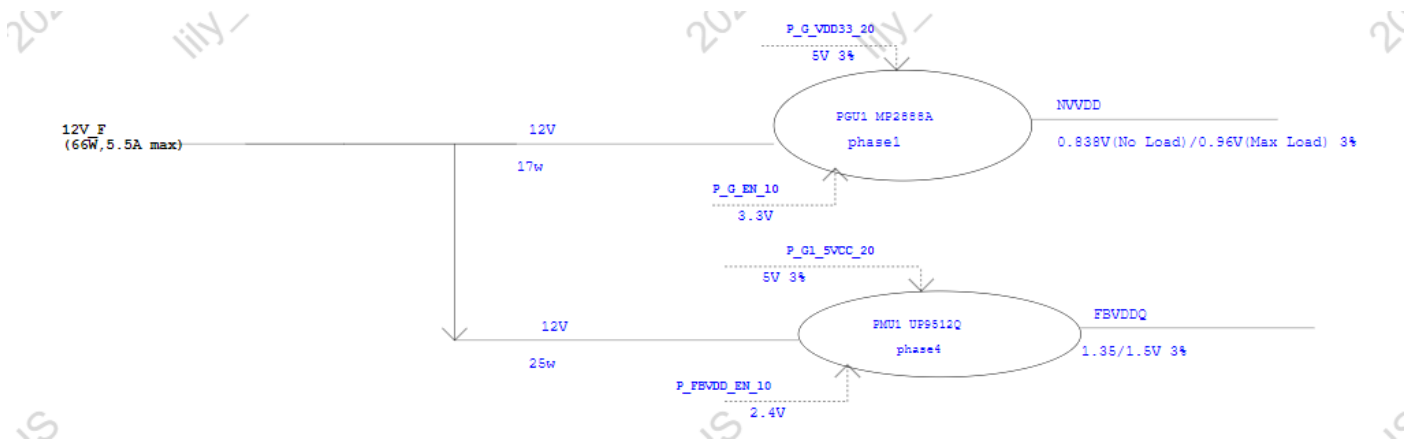 P_G_VDD33_20
5V 3%
12V_F
(66W,5.5A max)
12V
17w
PGU1 MP2888A
phase1
NVVDD
0.838V(No Load)/0.96V(Max Load) 3%
P_G_EN_10
3.3V
P_G1_5VCC_20
5V 3%
12V
25w
PMU1 UP9512Q
phase4
FBVDDQ
1.35/1.5V 3%
P_FBVDD_EN_10
2.4V
lily_
lily_